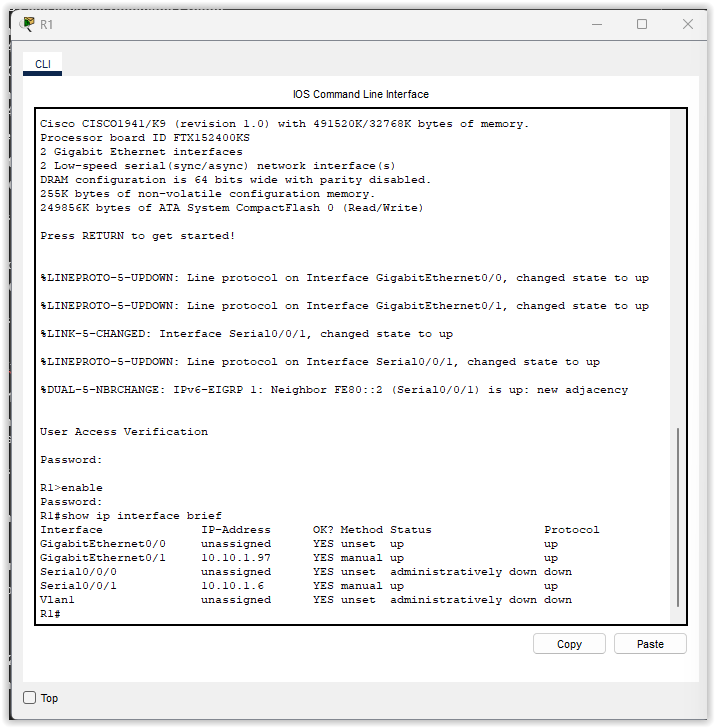 R1
CLI
IOS Command Line Interface
Cisco CISCO1941/K9 (revision 1.0) with 491520K/32768K bytes of memory.
Processor board ID FTX152400KS
2 Gigabit Ethernet interfaces
2 Low-speed serial(sync/async) network interface(s)
DRAM configuration is 64 bits wide with parity disabled.
255K bytes of non-volatile configuration memory.
249856K bytes of ATA System CompactFlash 0 (Read/Write)
Press RETURN to get started!
%LINEPROTO-5-UPDOWN: Line protocol on Interface GigabitEthernet0/0, changed state to up
%LINEPROTO-5-UPDOWN: Line protocol on Interface GigabitEthernet0/1, changed state to up
%LINK-5-CHANGED: Interface Serial0/0/1, changed state to up
%LINEPROTO-5-UPDOWN: Line protocol on Interface Serial0/0/1, changed state to up
%DUAL-5-NBRCHANGE: IPv6-EIGRP 1: Neighbor FE80::2 (Serial0/0/1) is up: new adjacency
User Access Verification
Password:
R1>enable
Password:
R1#show ip interface brief
Interface IP-Address OK? Method Status Protocol
GigabitEthernet0/0 unassigned YES unset up up
GigabitEthernet0/1 10.10.1.97 YES manual up up
Serial0/0/0 unassigned YES unset administratively down down
Serial0/0/1 10.10.1.6 YES manual up up
Vlan1 unassigned YES unset administratively down down
R1#
Copy Paste
Top